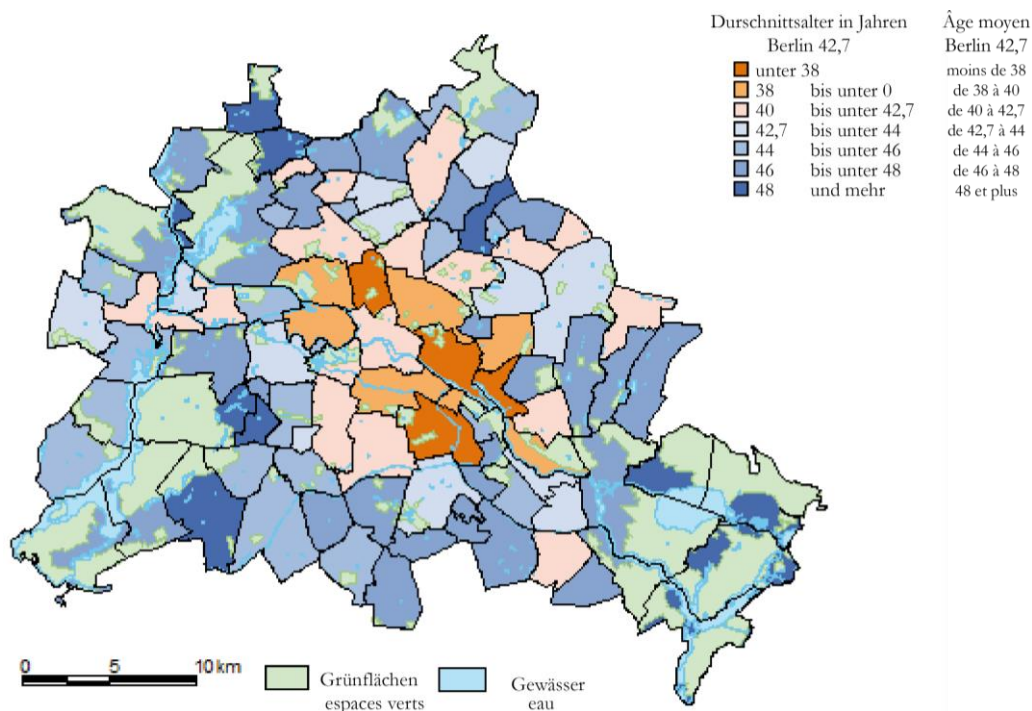 Durschnittsalter in Jahren Âge moyen
Berlin 42,7 Berlin 42,7
unter 38 moins de 38
38 bis unter 0 de 38 à 40
40 bis unter 42,7 de 40 à 42,7
42,7 bis unter 44 de 42,7 à 44
44 bis unter 46 de 44 à 46
46 bis unter 48 de 46 à 48
48 und mehr 48 et plus
0 5 10 km
Grünflächen
espaces verts
Gewässer
eau